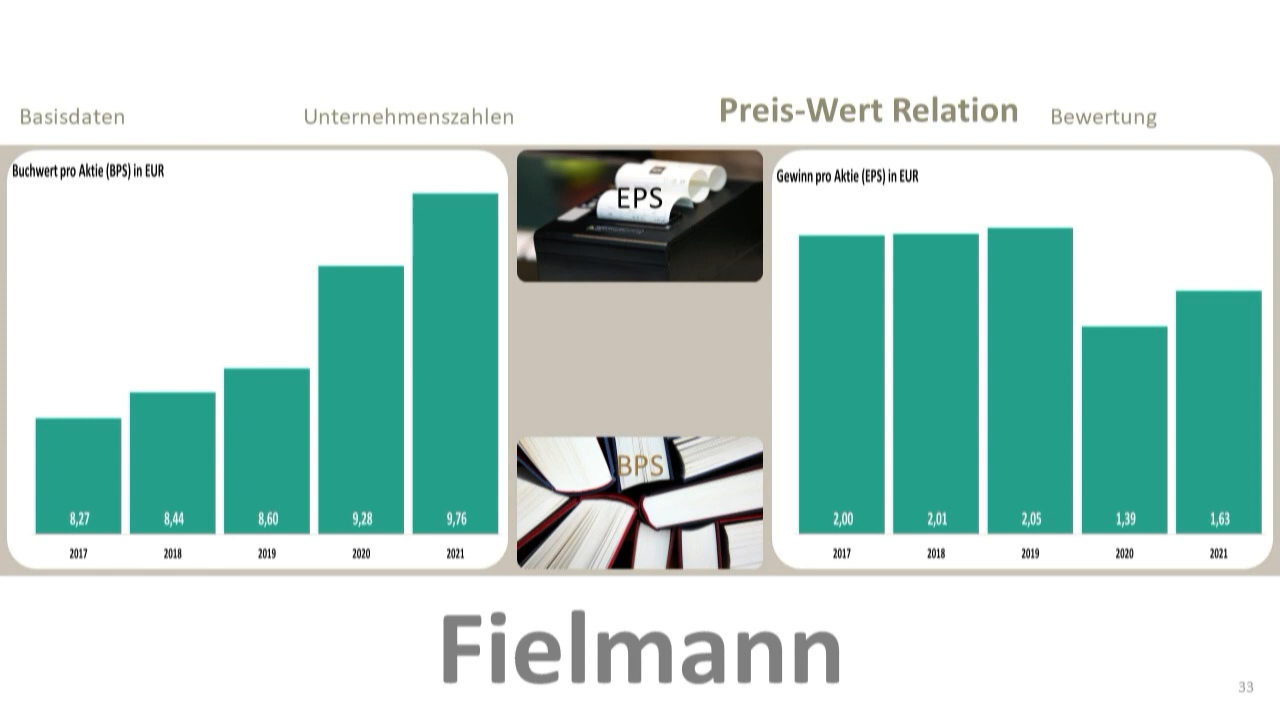 Basisdaten
Unternehmenszahlen
Preis-Wert Relation
Bewertung
Buchwert pro Aktie (BPS) in EUR
8,27
8,44
8,60
9,28
9,76
2017
2018
2019
2020
2021
EPS
BPS
Gewinn pro Aktie (EPS) in EUR
2,00
2,01
2,05
1,39
1,63
2017
2018
2019
2020
2021
Fielmann
33